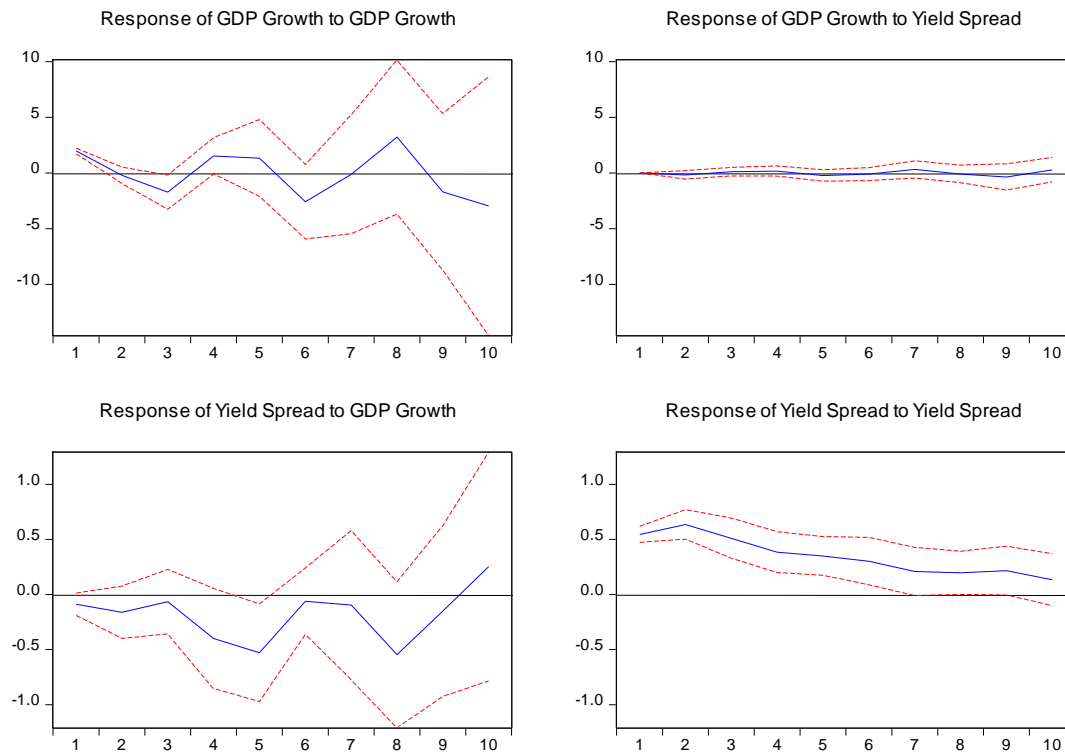 Response of GDP Growth to GDP Growth
10
5
0
-5
-10
1 2 3 4 5 6 7 8 9 10
Response of GDP Growth to Yield Spread
10
5
0
-5
-10
1 2 3 4 5 6 7 8 9 10
Response of Yield Spread to GDP Growth
1.0
0.5
0.0
-0.5
-1.0
1 2 3 4 5 6 7 8 9 10
Response of Yield Spread to Yield Spread
1.0
0.5
0.0
-0.5
-1.0
1 2 3 4 5 6 7 8 9 10